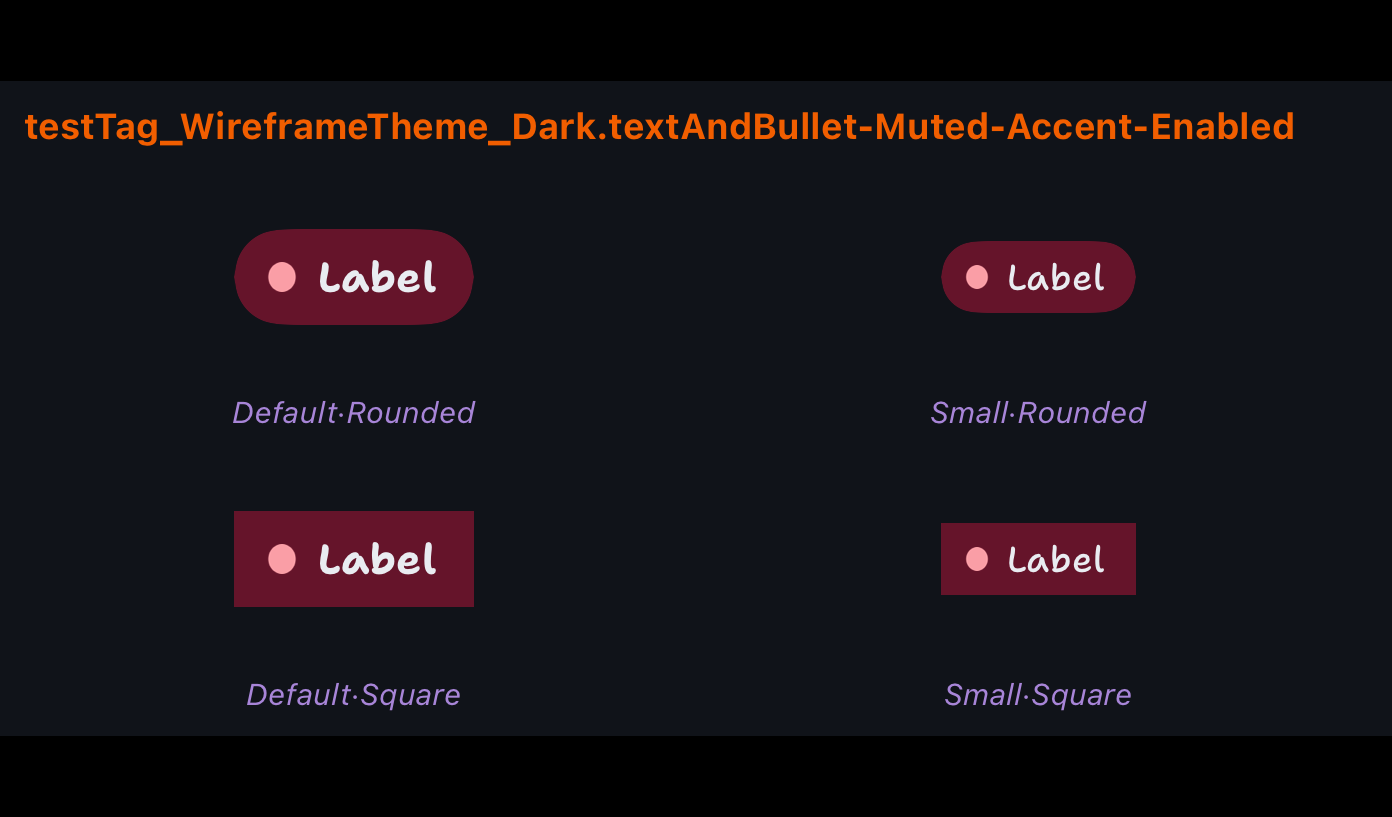 testTag_WireframeTheme_Dark.textAndBullet-Muted-Accent-Enabled
Label
Label
Default·Rounded
Small·Rounded
Label
Label
Default·Square
Small·Square